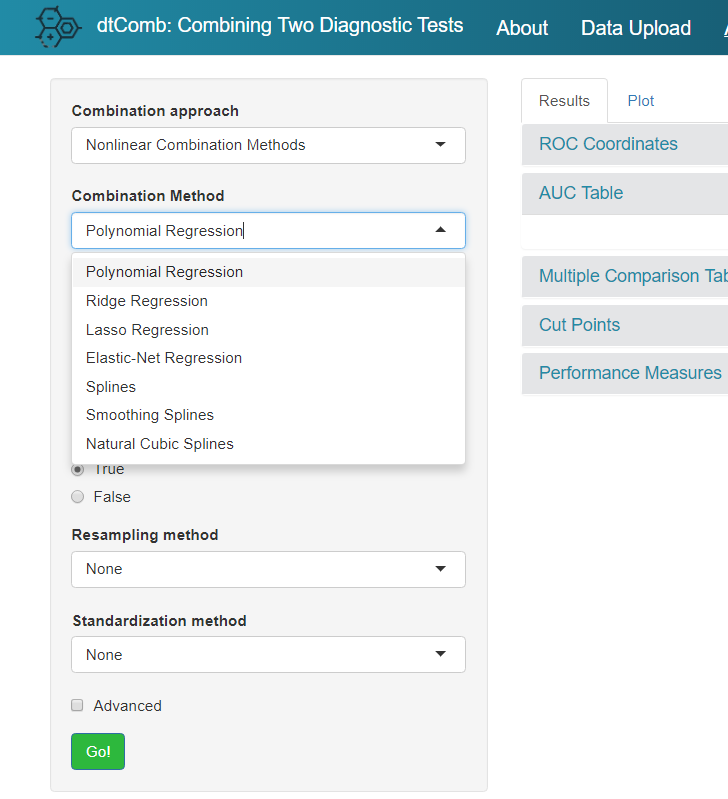 dtComb: Combining Two Diagnostic Tests
About
Data Upload
Combination approach
Nonlinear Combination Methods
Combination Method
Polynomial Regression
Polynomial Regression
Ridge Regression
Lasso Regression
Elastic-Net Regression
Splines
Smoothing Splines
Natural Cubic Splines
True
False
Resampling method
None
Standardization method
None
Advanced
Go!
Results
Plot
ROC Coordinates
AUC Table
Multiple Comparison Tab
Cut Points
Performance Measures